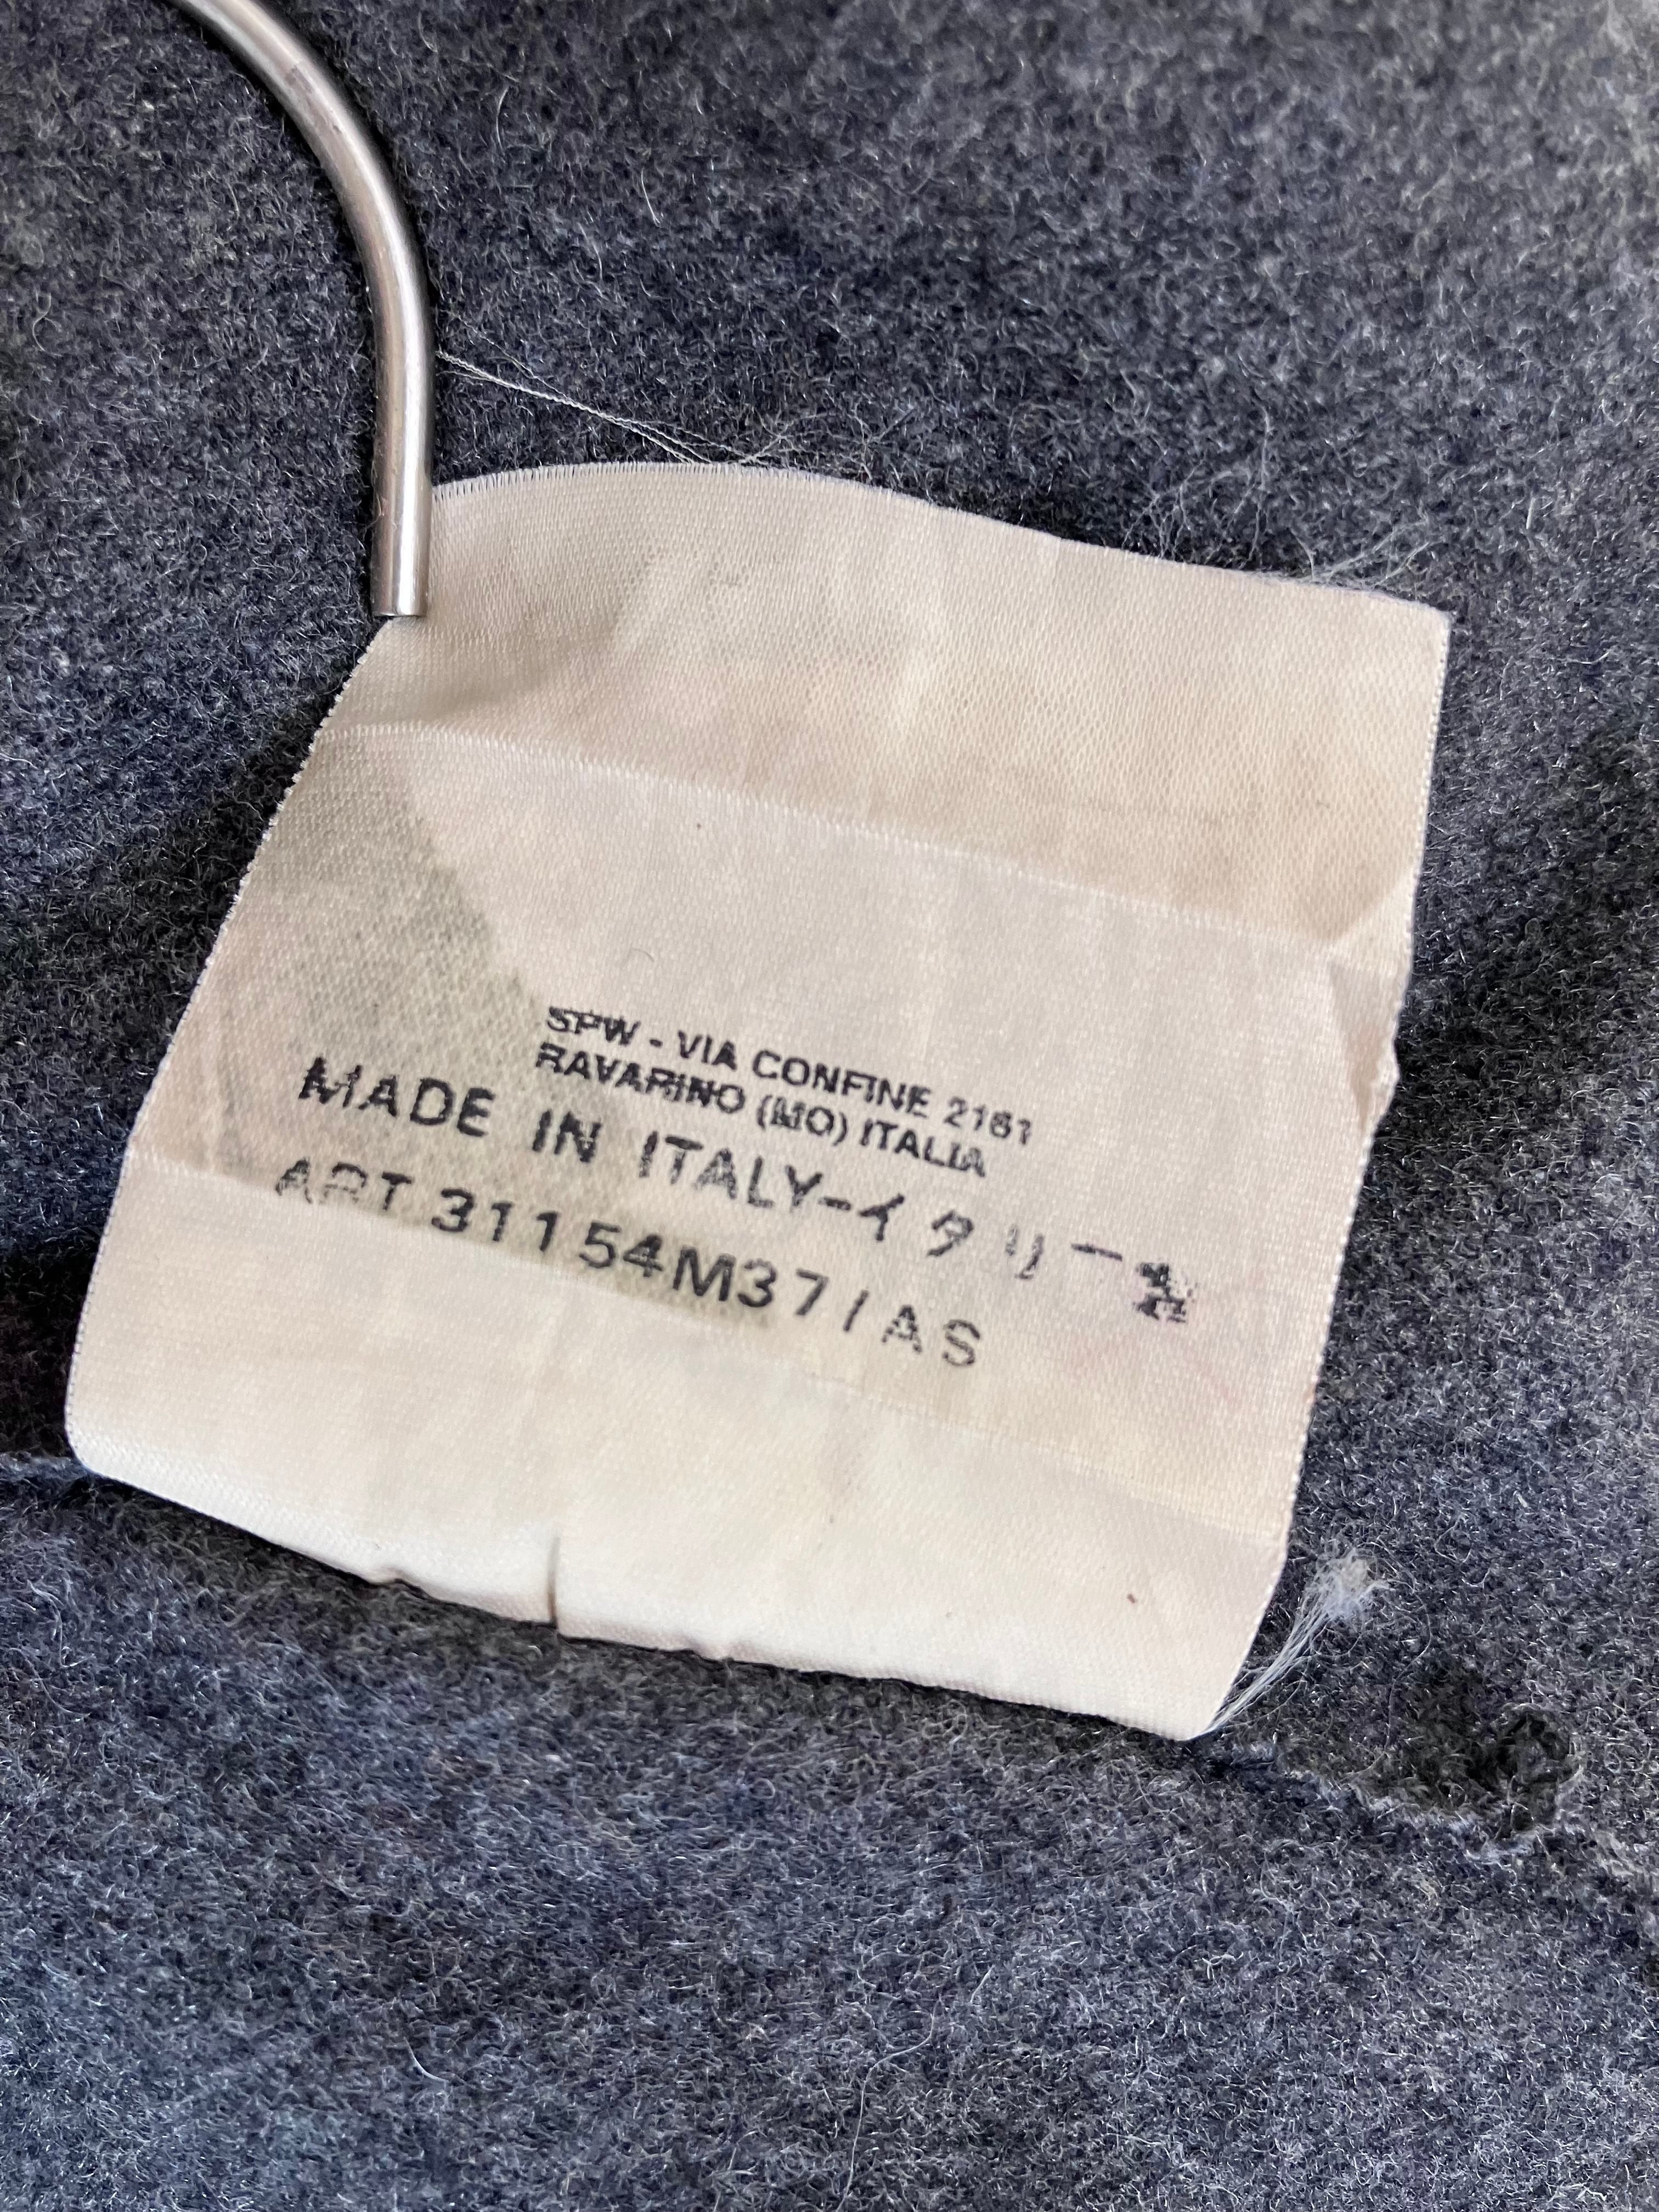 SPW - VIA CONFINE 2161
RAVARINO (MO) ITALIA
MADE IN ITALY-イタリー製
ART.31154M37/AS